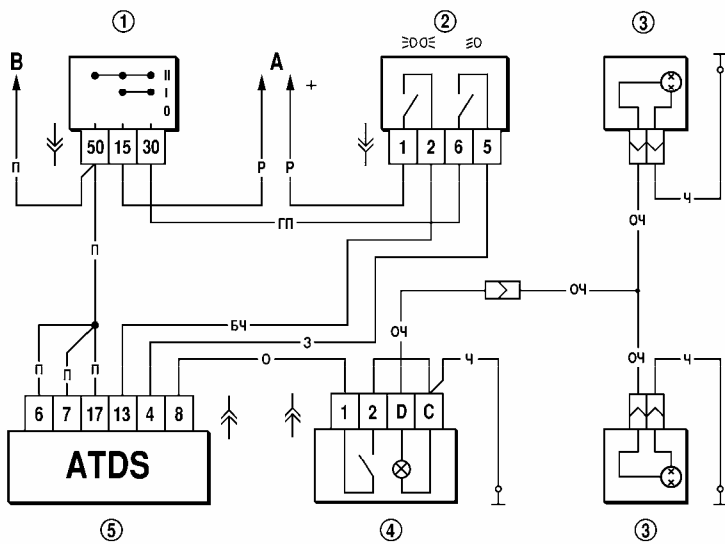 1 2 3
B A +
II
I
0
50 15 30
1 2 6 5
П Р Р Ч
ГП ОЧ
П
ОЧ
БЧ ОЧ ОЧ
З
О Ч Ч
П П П
6 7 17 13 4 8
1 2 D C
ATDS
5 4 3